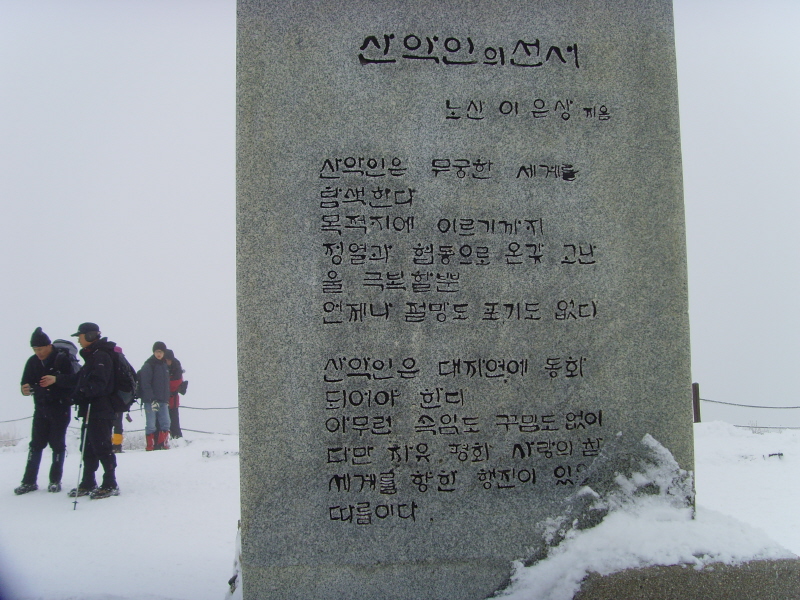 산악인의선서
노산 이 은상 지음
산악인은 무궁한 세계를
탐색한다
목적지에 이르기까지
정열과 협동으로 온갖 고난
을 극복할뿐
언제나 절망도 포기도 없다
산악인은 대자연에 동화
되어야 한다
아무런 속임도 꾸밈도 없이
다만 자유 평화 사랑의 참
세계를 향한 행진이 있을
따름이다.